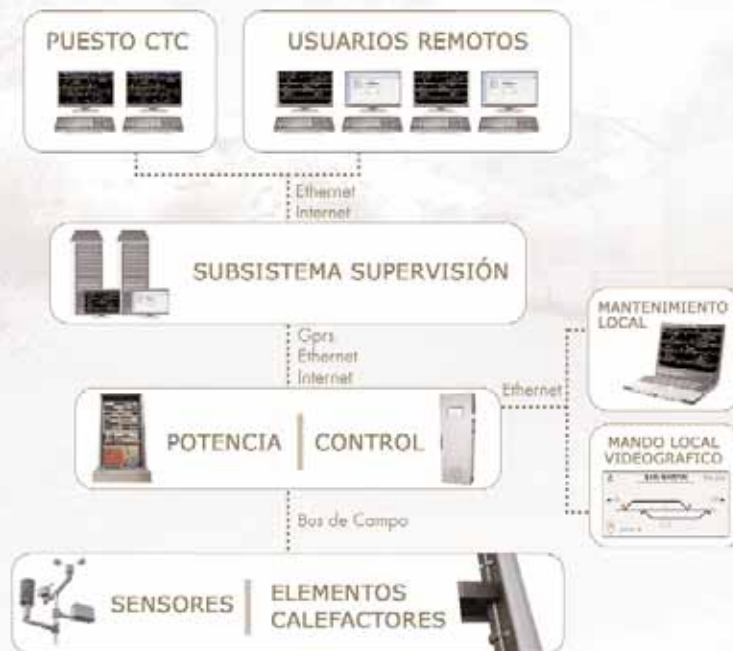 PUESTO CTC
USUARIOS REMOTOS
Ethernet
Internet
SUBSISTEMA SUPERVISIÓN
Gprs
Ethernet
Internet
Ethernet
MANTENIMIENTO
LOCAL
POTENCIA
CONTROL
MANDO LOCAL
VIDEOGRAFICO
Bus de Campo
SENSORES
ELEMENTOS
CALEFACTORES